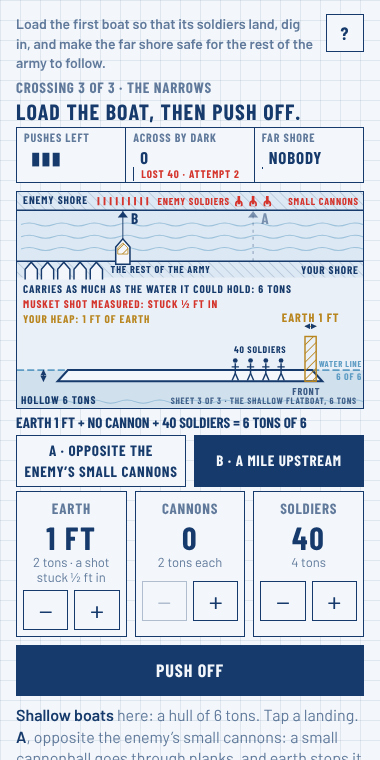 Load the first boat so that its soldiers land, dig
in, and make the far shore safe for the rest of the
army to follow.
?
CROSSING 3 OF 3 · THE NARROWS
LOAD THE BOAT, THEN PUSH OFF.
PUSHES LEFT
ACROSS BY DARK
0
LOST 40 · ATTEMPT 2
FAR SHORE
NOBODY
ENEMY SHORE
ENEMY SOLDIERS
SMALL CANNONS
B
A
THE REST OF THE ARMY
YOUR SHORE
CARRIES AS MUCH AS THE WATER IT COULD HOLD: 6 TONS
MUSKET SHOT MEASURED: STUCK ½ FT IN
YOUR HEAP: 1 FT OF EARTH
EARTH 1 FT
40 SOLDIERS
WATER LINE
6 OF 6
FRONT
HOLLOW 6 TONS
SHEET 3 OF 3 · THE SHALLOW FLATBOAT, 6 TONS
EARTH 1 FT + NO CANNON + 40 SOLDIERS = 6 TONS OF 6
A · OPPOSITE THE
ENEMY'S SMALL CANNONS
B · A MILE UPSTREAM
EARTH
1 FT
2 tons · a shot
stuck ½ ft in
− +
CANNONS
0
2 tons each
− +
SOLDIERS
40
4 tons
− +
PUSH OFF
Shallow boats here: a hull of 6 tons. Tap a landing.
A, opposite the enemy's small cannons: a small
cannonball goes through planks, and earth stops it